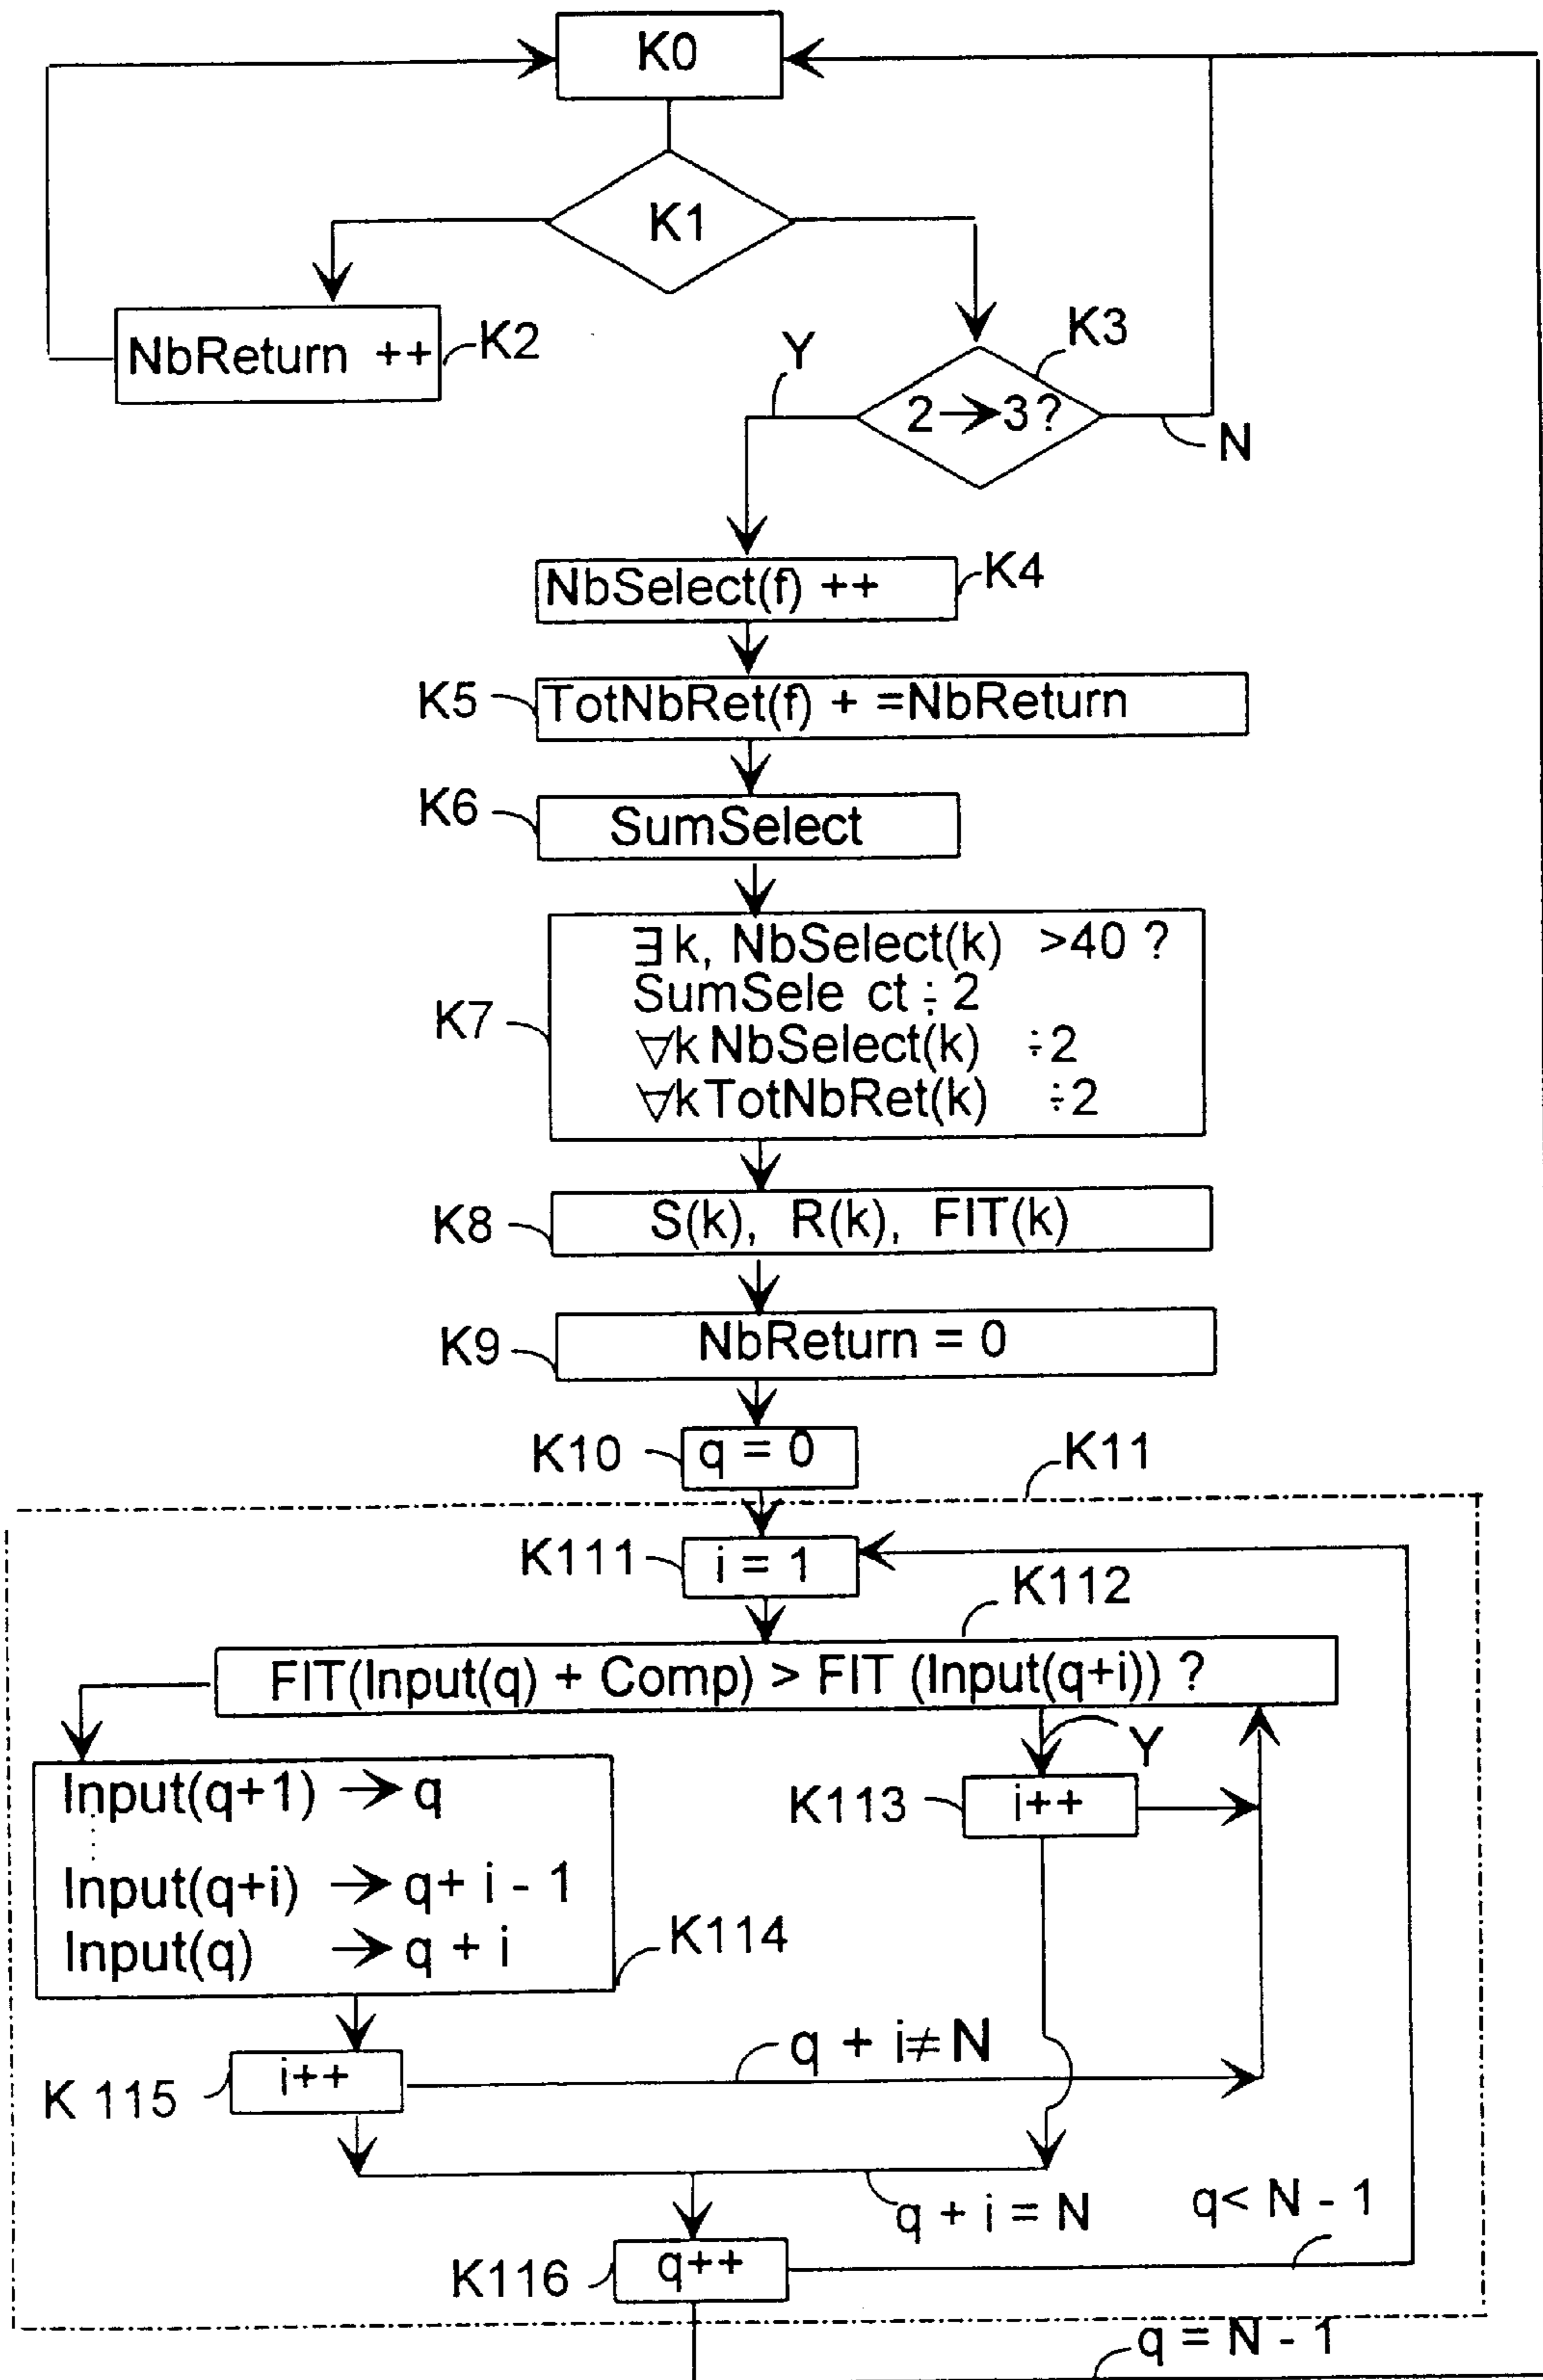 K0
K1
NbReturn ++
K2
K3
Y
2→3?
N
NbSelect(f) ++
K4
K5
TotNbRet(f) + =NbReturn
K6
SumSelect
∃k, NbSelect(k) >40 ?
SumSele ct ÷ 2
K7
∀k NbSelect(k) ÷2
∀k TotNbRet(k) ÷2
K8
S(k), R(k), FIT(k)
K9
NbReturn = 0
K10
q = 0
K11
K111
i = 1
K112
FIT(Input(q) + Comp) > FIT (Input(q+i)) ?
Y
Input(q+1) → q
K113
i++
Input(q+i) → q+ i - 1
Input(q) → q + i
K114
q + i≠N
K 115
i++
q + i = N
q< N - 1
K116
q++
q = N - 1